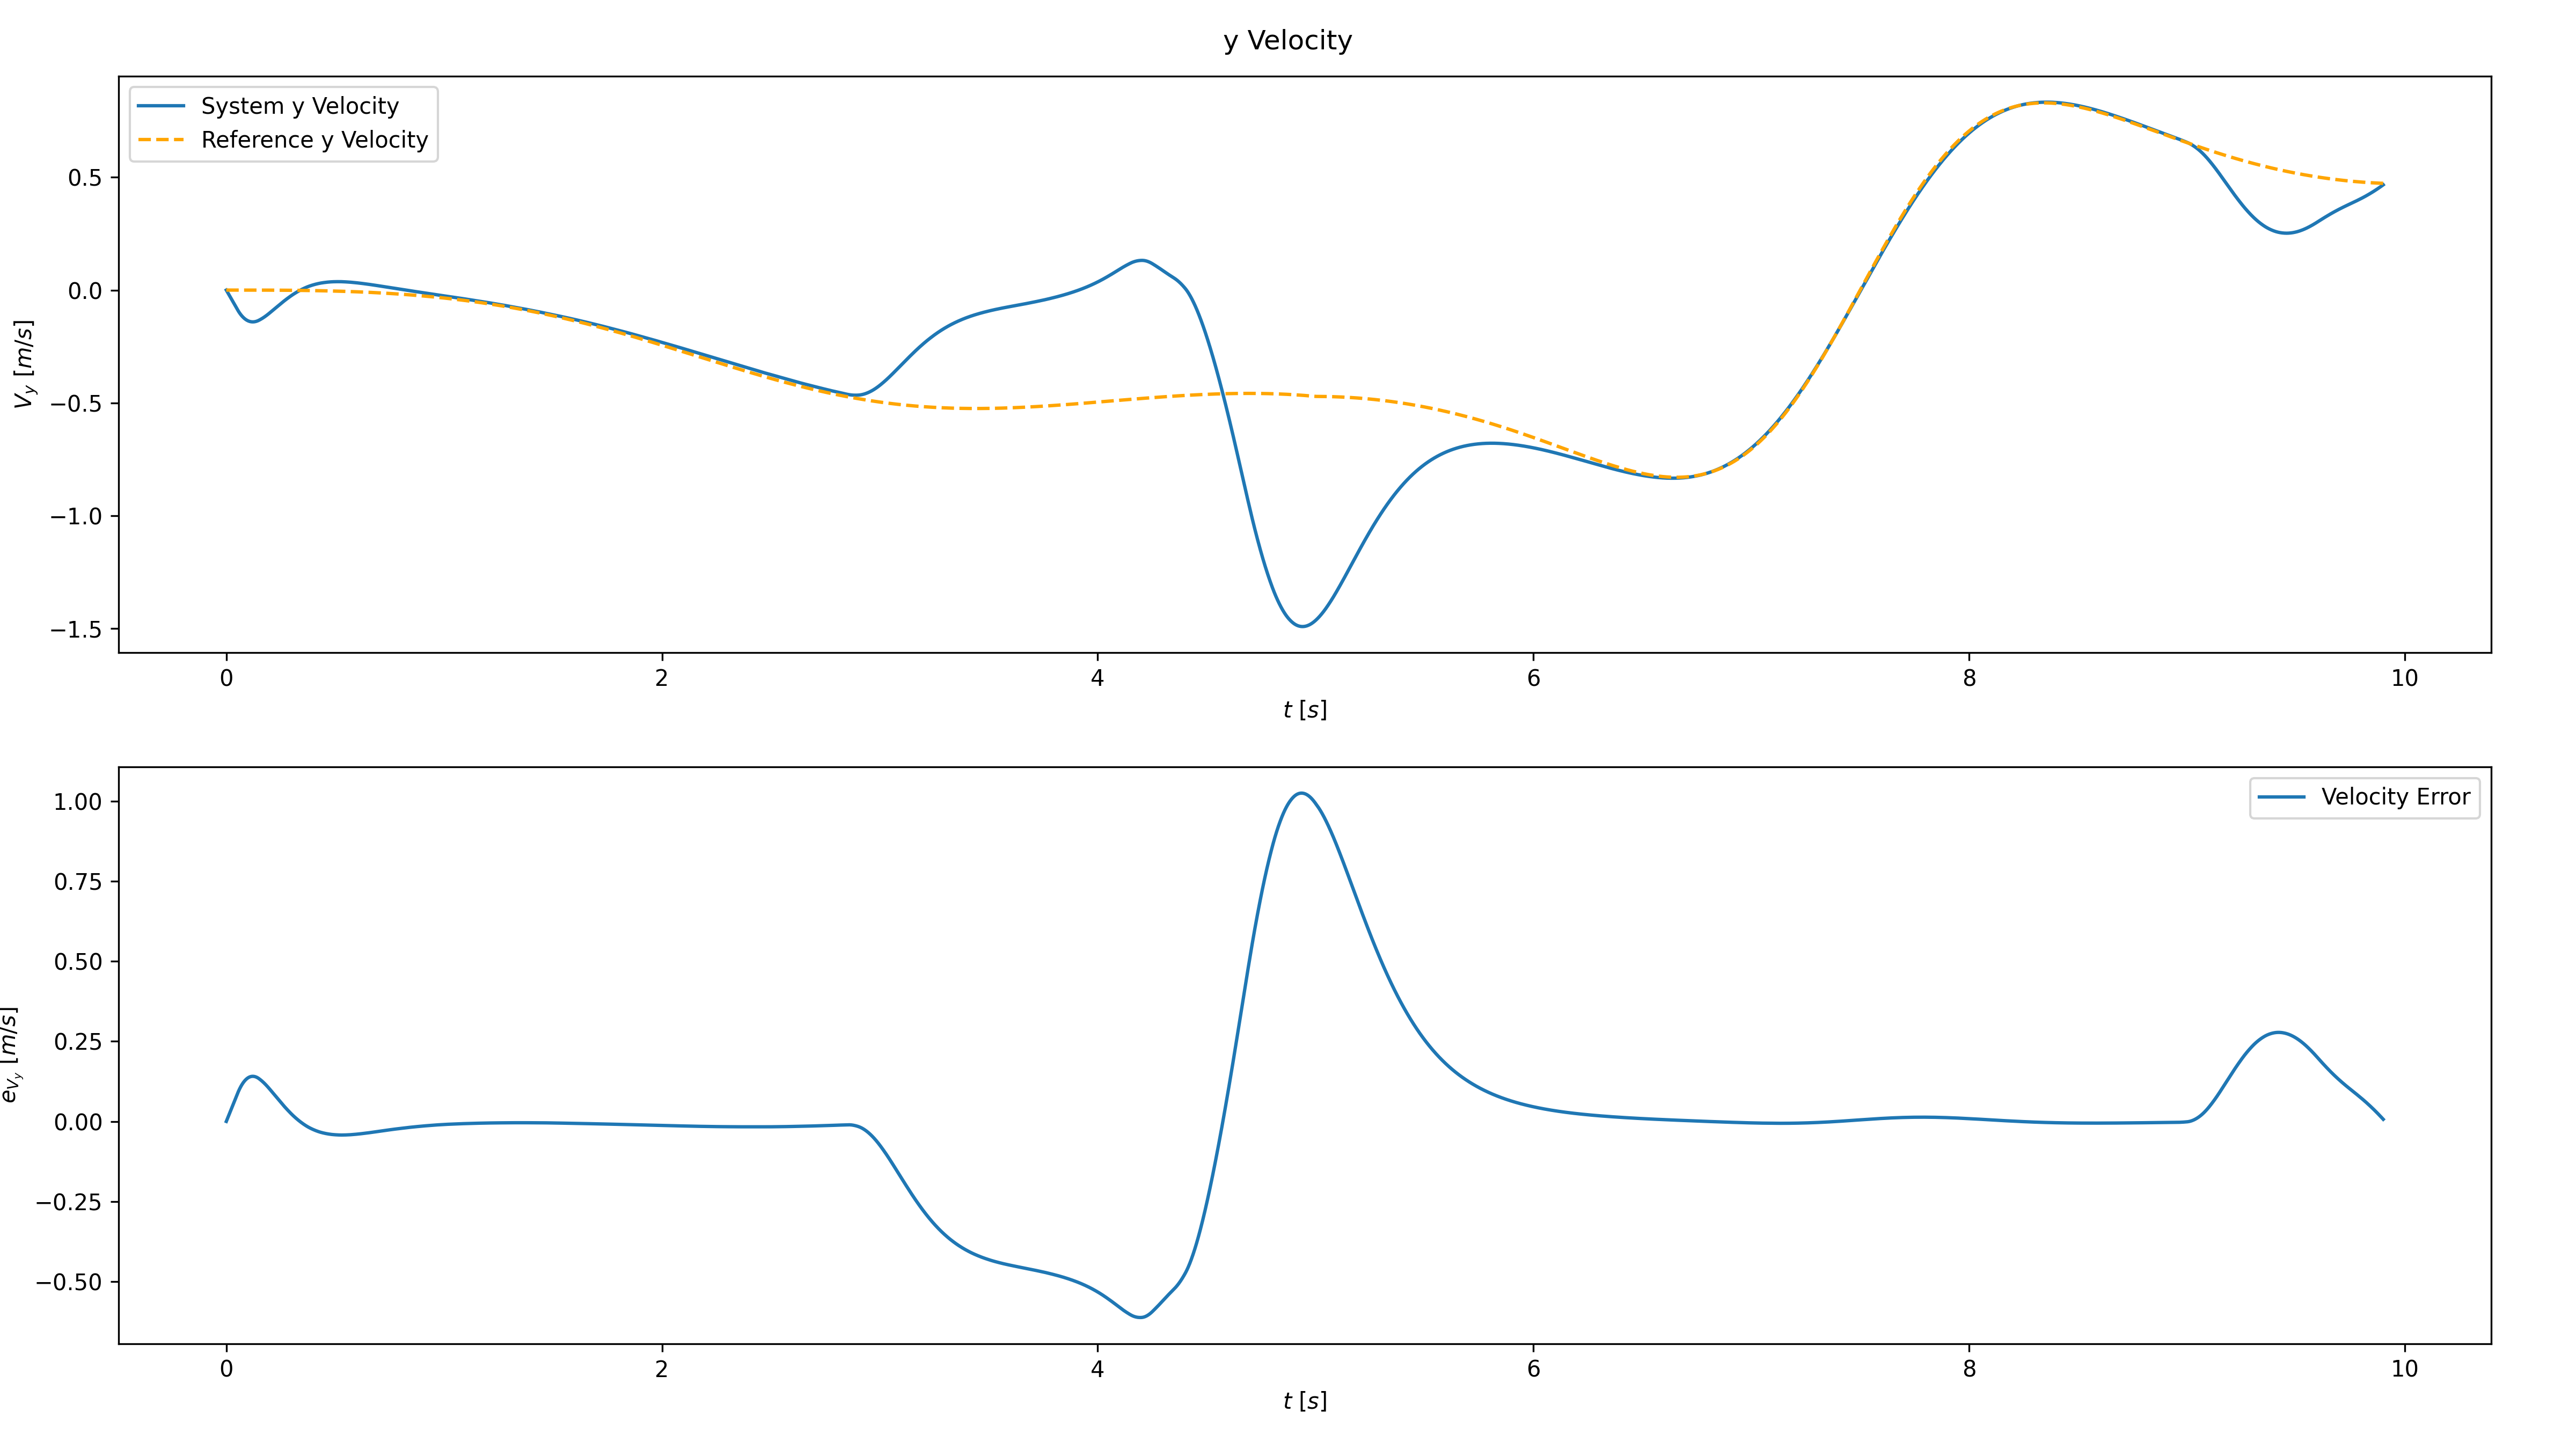 y Velocity
System y Velocity
Reference y Velocity
0.5
0.0
−0.5
−1.0
−1.5
V_y [m/s]
0 2 4 6 8 10
t [s]
Velocity Error
1.00
0.75
0.50
0.25
0.00
−0.25
−0.50
e_{V_y} [m/s]
0 2 4 6 8 10
t [s]